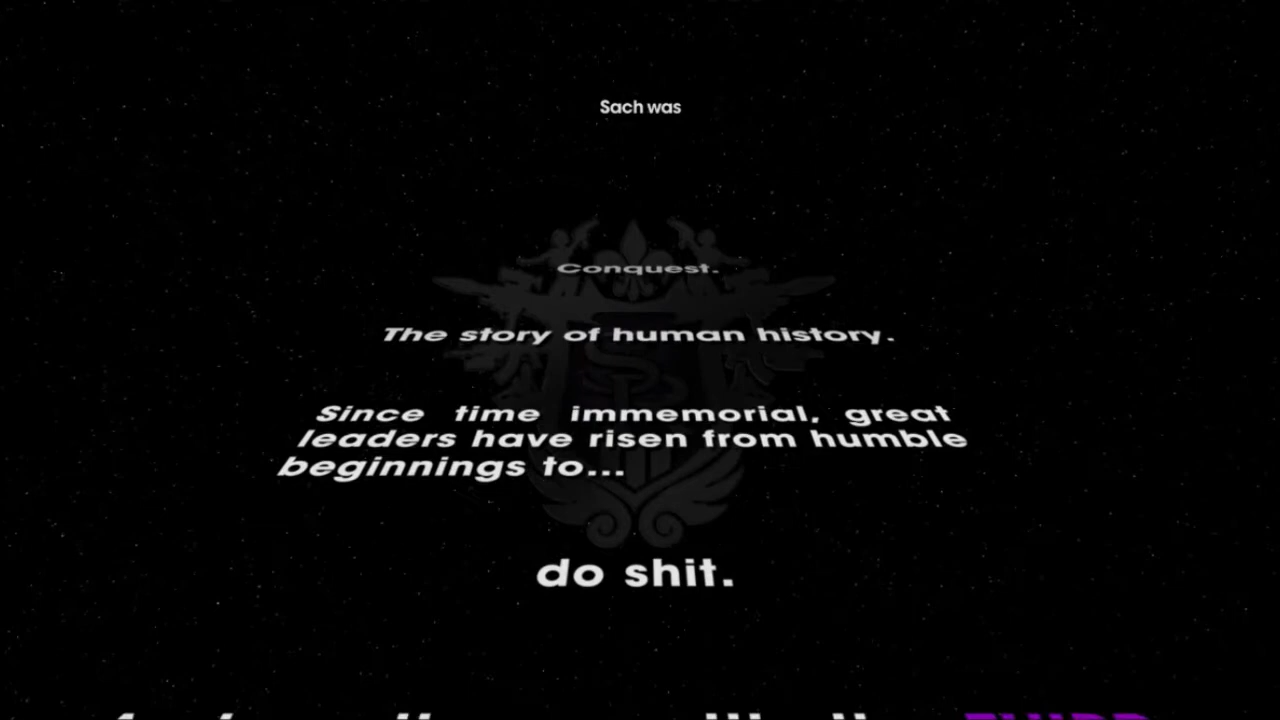 Sach was
Conquest.
The story of human history.
Since time immemorial, great
leaders have risen from humble
beginnings to...
do shit.